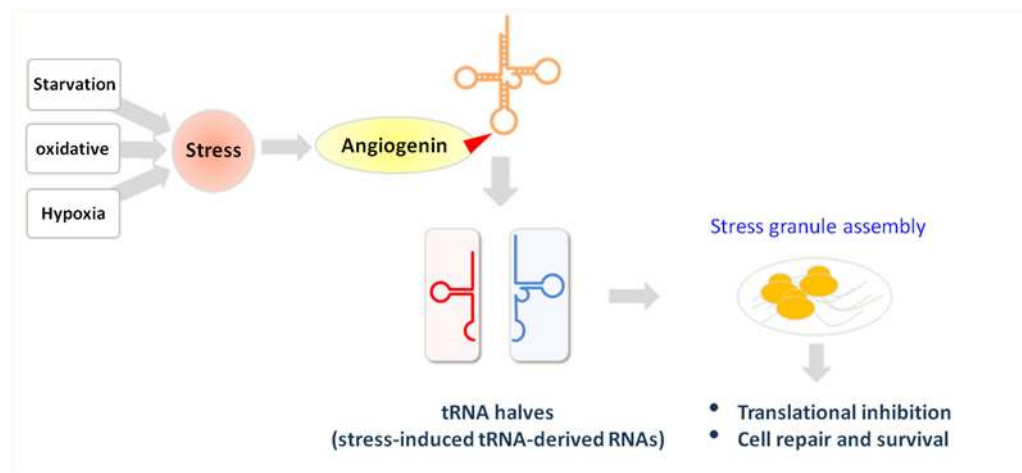 Starvation
oxidative
Hypoxia
Stress
Angiogenin
Stress granule assembly
tRNA halves
(stress-induced tRNA-derived RNAs)
• Translational inhibition
• Cell repair and survival